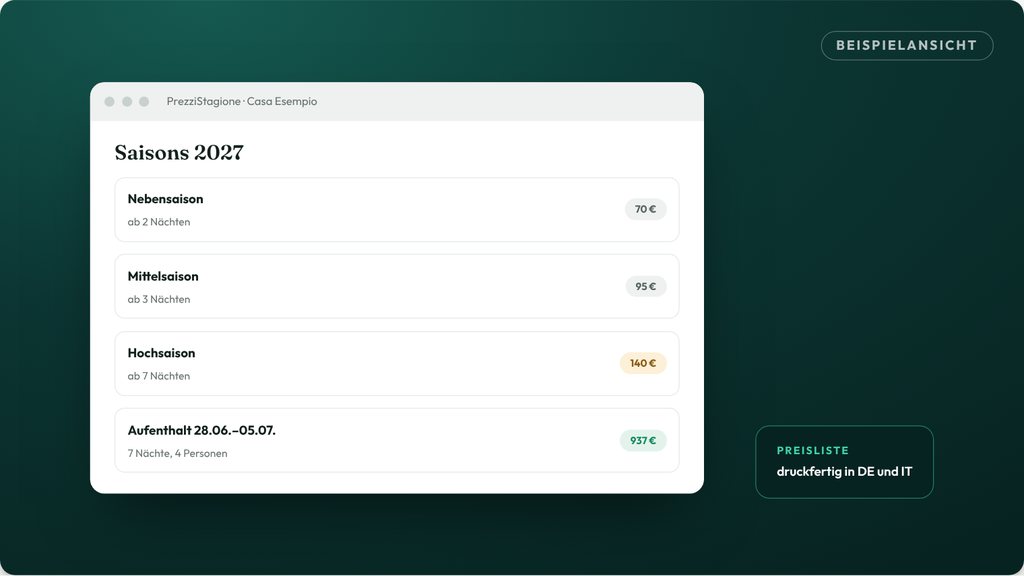 BEISPIELANSICHT
PrezziStagione · Casa Esempio
Saisons 2027
Nebensaison
70 €
ab 2 Nächten
Mittelsaison
95 €
ab 3 Nächten
Hochsaison
140 €
ab 7 Nächten
Aufenthalt 28.06.–05.07.
937 €
7 Nächte, 4 Personen
PREISLISTE
druckfertig in DE und IT